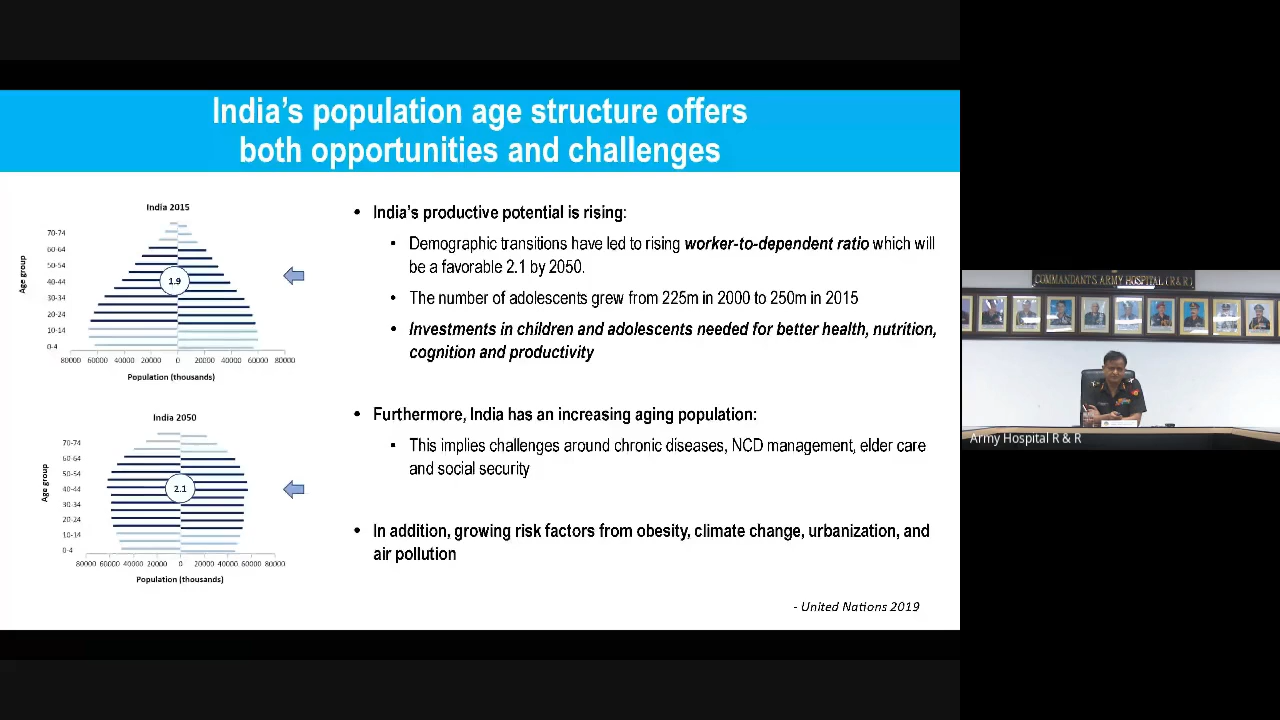 India's population age structure offers
both opportunities and challenges
India 2015
70-74
60-64
50-54
40-44
30-34
20-24
10-14
0-4
Age group
1.9
80000 60000 40000 20000 0 20000 40000 60000 80000
Population (thousands)
India 2050
70-74
60-64
50-54
40-44
30-34
20-24
10-14
0-4
Age group
2.1
80000 60000 40000 20000 0 20000 40000 60000 80000
Population (thousands)
• India's productive potential is rising:
• Demographic transitions have led to rising worker-to-dependent ratio which will
be a favorable 2.1 by 2050.
• The number of adolescents grew from 225m in 2000 to 250m in 2015
• Investments in children and adolescents needed for better health, nutrition,
cognition and productivity
• Furthermore, India has an increasing aging population:
• This implies challenges around chronic diseases, NCD management, elder care
and social security
• In addition, growing risk factors from obesity, climate change, urbanization, and
air pollution
- United Nations 2019
COMMANDANTS ARMY HOSPITAL (R&R)
Army Hospital R & R